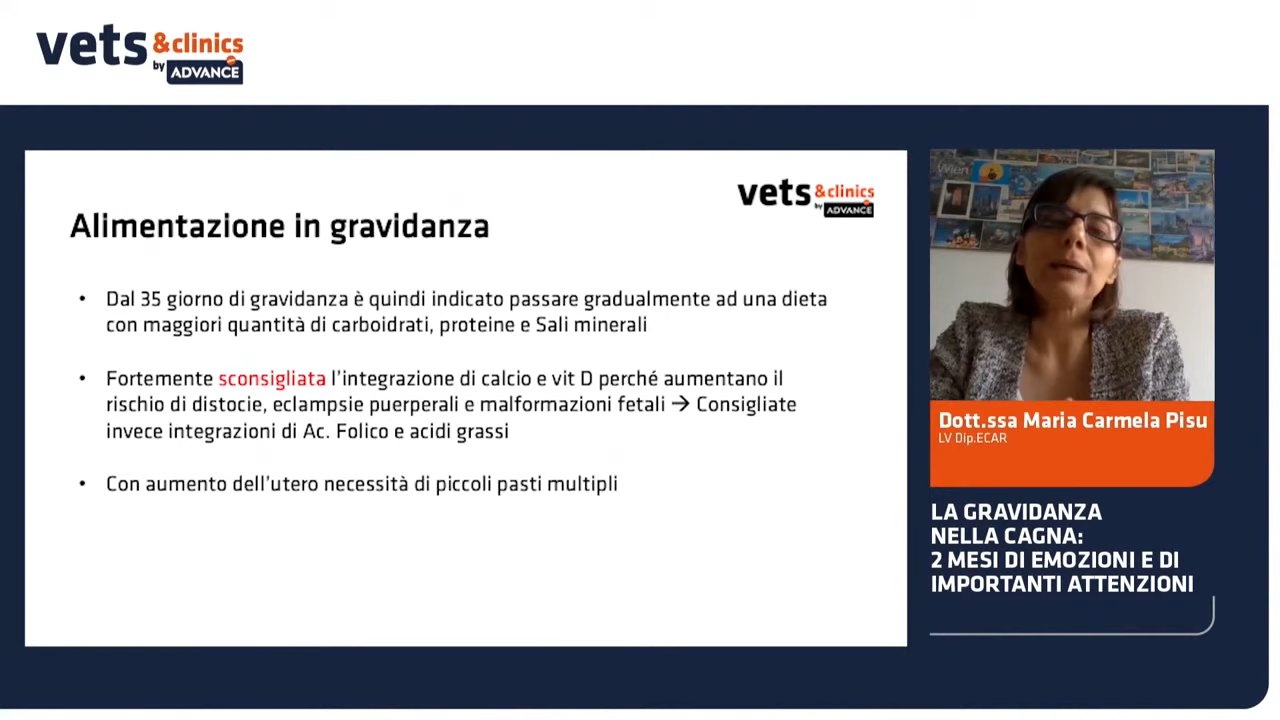 vets &clinics
by ADVANCE
vets &clinics
by ADVANCE
Alimentazione in gravidanza
• Dal 35 giorno di gravidanza è quindi indicato passare gradualmente ad una dieta
con maggiori quantità di carboidrati, proteine e Sali minerali
• Fortemente sconsigliata l'integrazione di calcio e vit D perché aumentano il
rischio di distocie, eclampsie puerperali e malformazioni fetali → Consigliate
invece integrazioni di Ac. Folico e acidi grassi
• Con aumento dell'utero necessità di piccoli pasti multipli
Wien
Dott.ssa Maria Carmela Pisu
LV Dip.ECAR
LA GRAVIDANZA
NELLA CAGNA:
2 MESI DI EMOZIONI E DI
IMPORTANTI ATTENZIONI